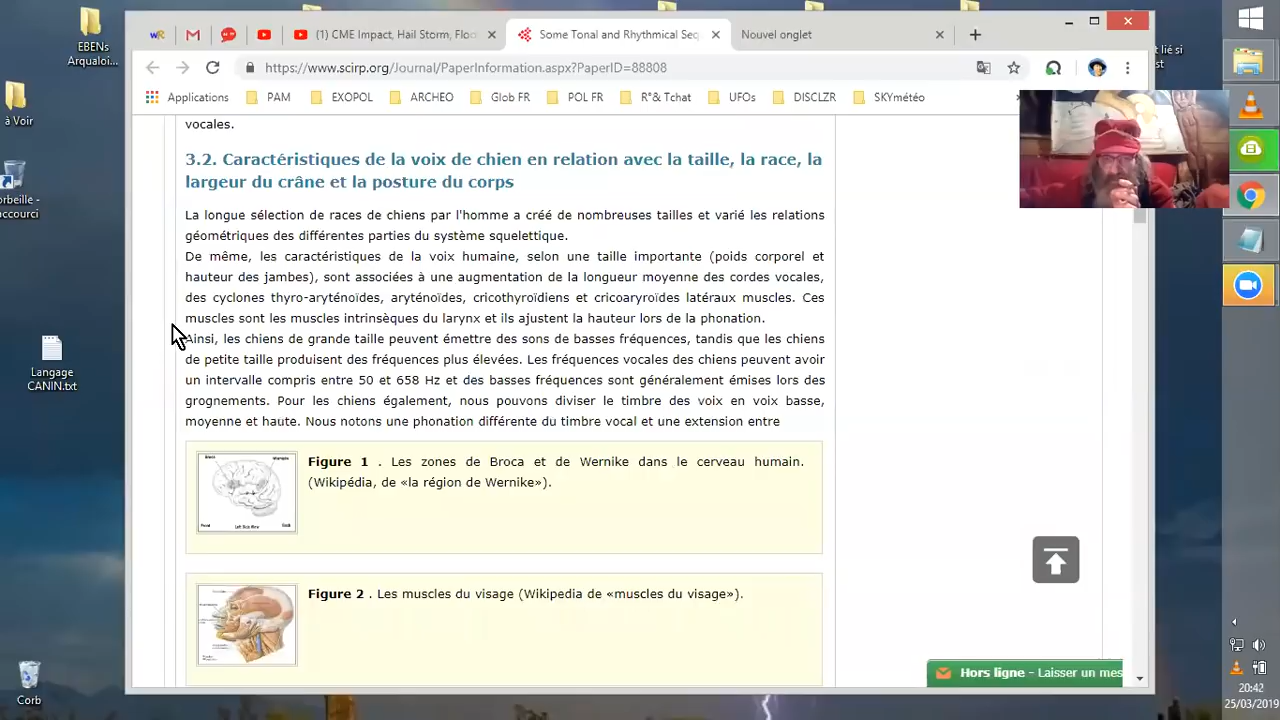 EBENs
Arqualoi...
à Voir
orbeille -
accourci
Langage
CANIN.txt
Corb
(1) CME Impact, Hail Storm, Floo
Some Tonal and Rhythmical Seq
Nouvel onglet
https://www.scirp.org/Journal/PaperInformation.aspx?PaperID=88808
Applications
PAM
EXOPOL
ARCHEO
Glob FR
POL FR
R°& Tchat
UFOs
DISCLZR
SKYmétéo
vocales.
3.2. Caractéristiques de la voix de chien en relation avec la taille, la race, la
largeur du crâne et la posture du corps
La longue sélection de races de chiens par l'homme a créé de nombreuses tailles et varié les relations
géométriques des différentes parties du système squelettique.
De même, les caractéristiques de la voix humaine, selon une taille importante (poids corporel et
hauteur des jambes), sont associées à une augmentation de la longueur moyenne des cordes vocales,
des cyclones thyro-aryténoïdes, aryténoïdes, cricothyroïdiens et cricoaryroïdes latéraux muscles. Ces
muscles sont les muscles intrinsèques du larynx et ils ajustent la hauteur lors de la phonation.
Ainsi, les chiens de grande taille peuvent émettre des sons de basses fréquences, tandis que les chiens
de petite taille produisent des fréquences plus élevées. Les fréquences vocales des chiens peuvent avoir
un intervalle compris entre 50 et 658 Hz et des basses fréquences sont généralement émises lors des
grognements. Pour les chiens également, nous pouvons diviser le timbre des voix en voix basse,
moyenne et haute. Nous notons une phonation différente du timbre vocal et une extension entre
Figure 1 . Les zones de Broca et de Wernike dans le cerveau humain.
(Wikipédia, de «la région de Wernike»).
Figure 2 . Les muscles du visage (Wikipedia de «muscles du visage»).
Hors ligne - Laisser un mes
lié si
st
20:42
25/03/2019